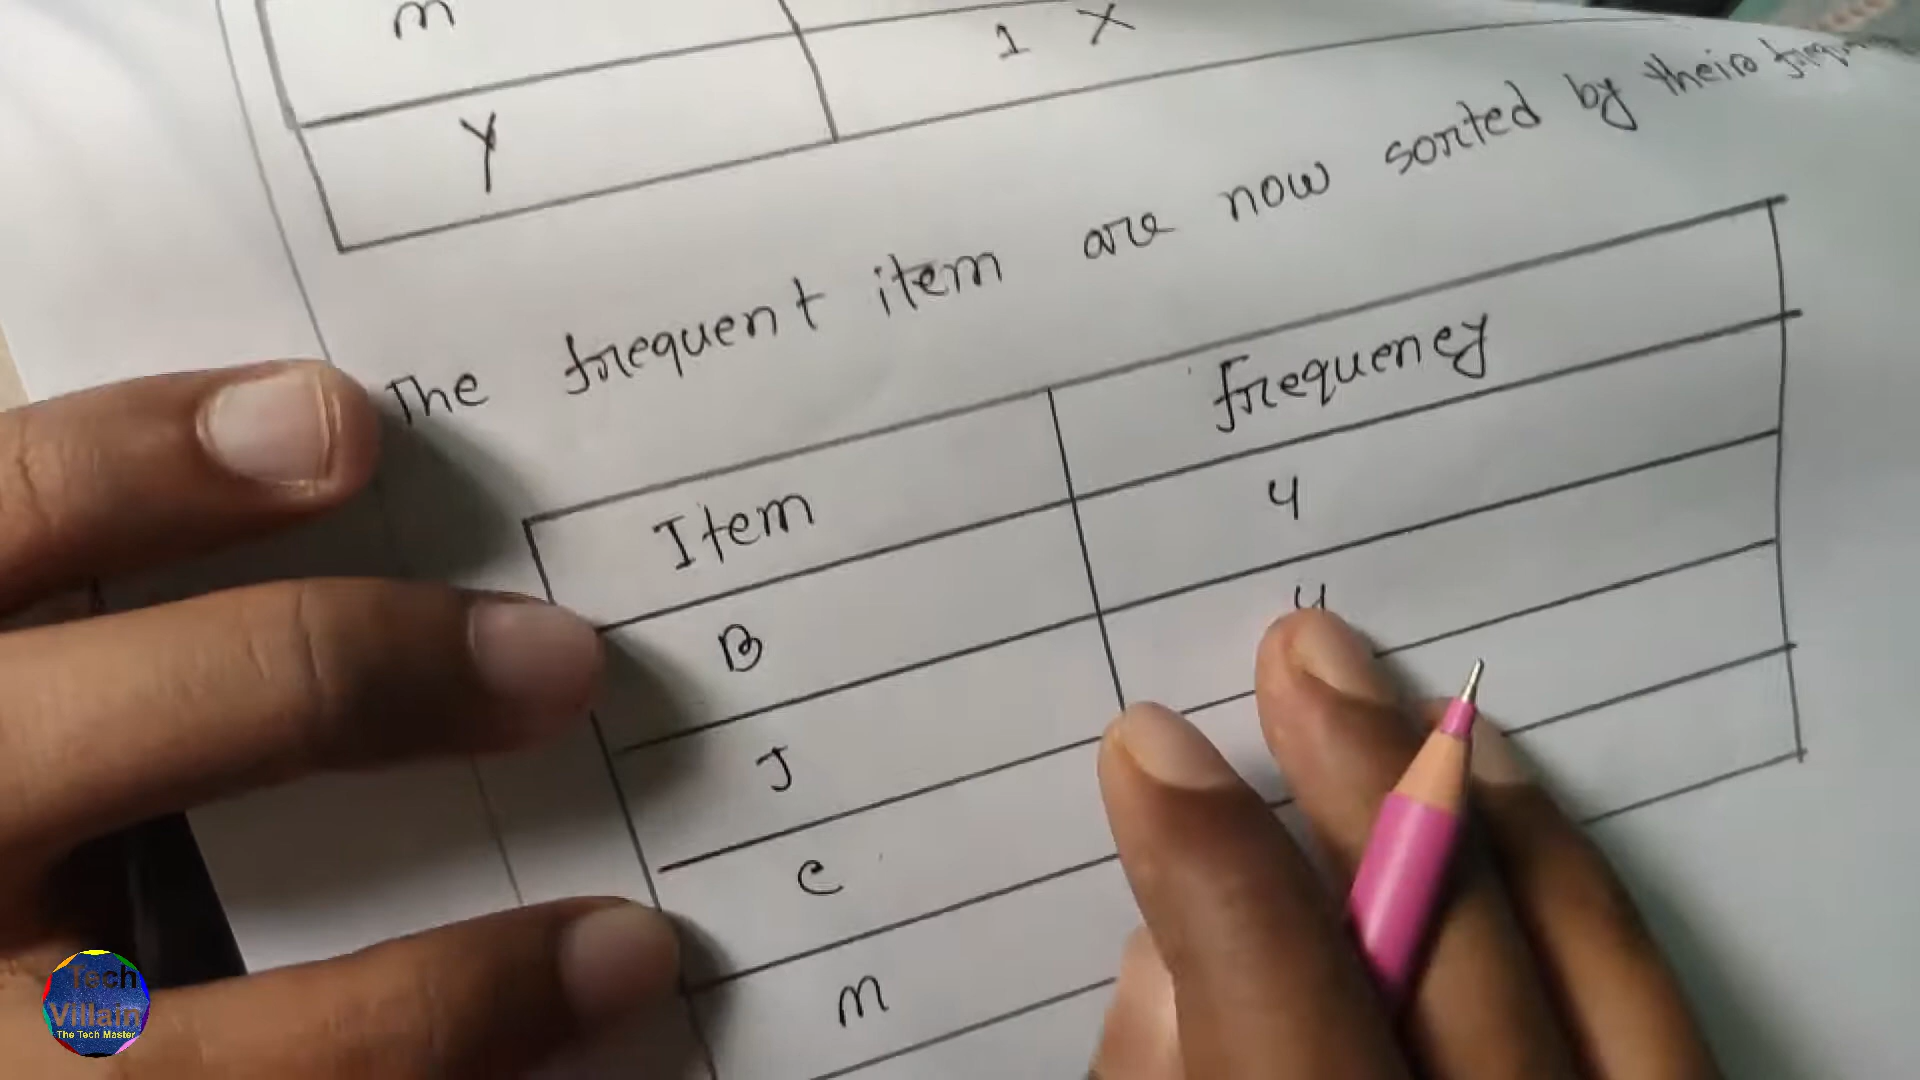 m
1 X
Y
The frequent item are now sorted by their
Item frequency
B 4
J 4
C
m
Tech
Villain
The Tech Master